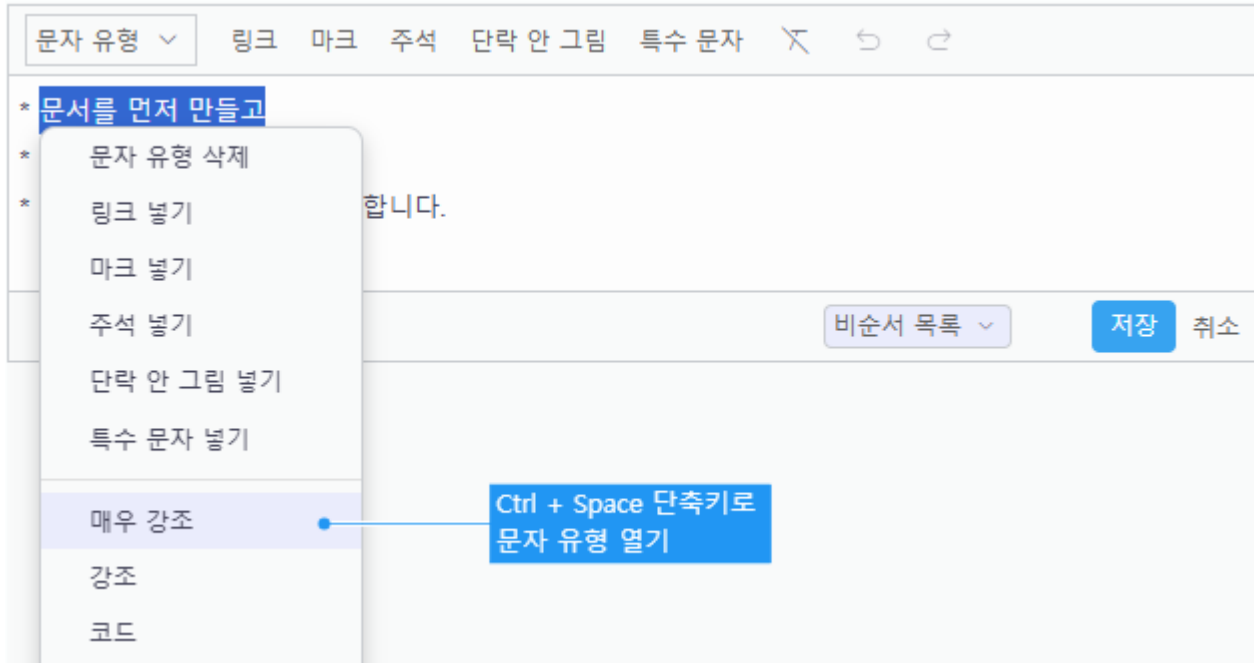 문자 유형 링크 마크 주석 단락 안 그림 특수 문자
* 문서를 먼저 만들고
*
* 합니다.
문자 유형 삭제
링크 넣기
마크 넣기
주석 넣기
단락 안 그림 넣기
특수 문자 넣기
매우 강조
강조
코드
비순서 목록 저장 취소
Ctrl + Space 단축키로
문자 유형 열기